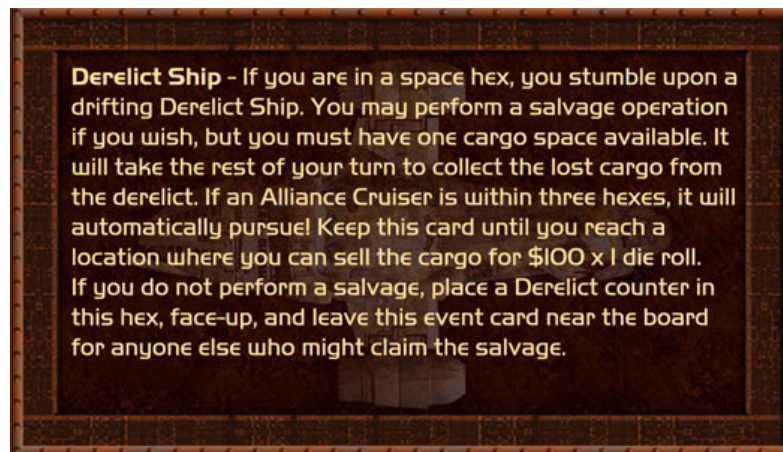 Derelict Ship - If you are in a space hex, you stumble upon a
drifting Derelict Ship. You may perform a salvage operation
if you wish, but you must have one cargo space available. It
will take the rest of your turn to collect the lost cargo from
the derelict. If an Alliance Cruiser is within three hexes, it will
automatically pursue! Keep this card until you reach a
location where you can sell the cargo for $100 x 1 die roll.
If you do not perform a salvage, place a Derelict counter in
this hex, face-up, and leave this event card near the board
for anyone else who might claim the salvage.